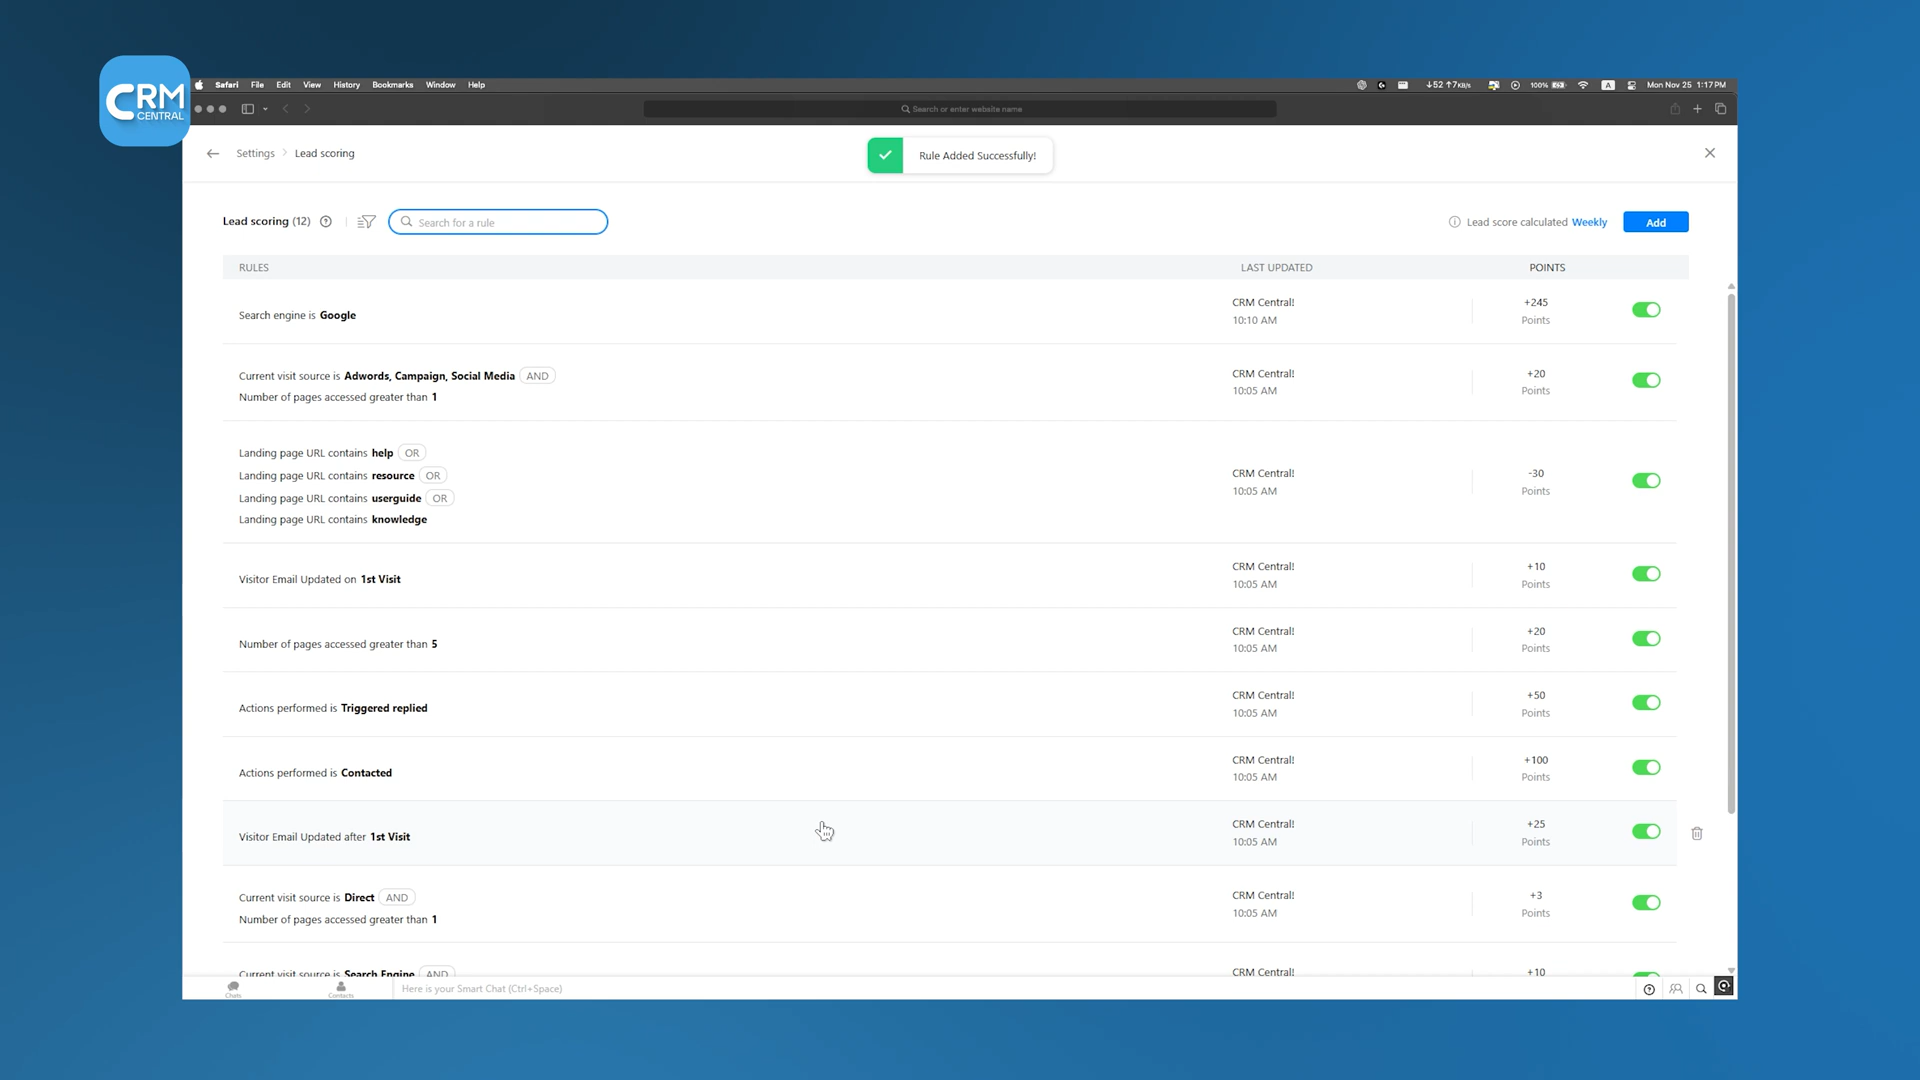 CRM
CENTRAL
Safari File Edit View History Bookmarks Window Help
↓52 ↑7KB/s 100% A Mon Nov 25 1:17 PM
Search or enter website name
Settings > Lead scoring
Rule Added Successfully!
Lead scoring (12)
Search for a rule
Lead score calculated Weekly
Add
RULES LAST UPDATED POINTS
Search engine is Google
CRM Central!
10:10 AM
+245
Points
Current visit source is Adwords, Campaign, Social Media AND
Number of pages accessed greater than 1
CRM Central!
10:05 AM
+20
Points
Landing page URL contains help OR
Landing page URL contains resource OR
Landing page URL contains userguide OR
Landing page URL contains knowledge
CRM Central!
10:05 AM
-30
Points
Visitor Email Updated on 1st Visit
CRM Central!
10:05 AM
+10
Points
Number of pages accessed greater than 5
CRM Central!
10:05 AM
+20
Points
Actions performed is Triggered replied
CRM Central!
10:05 AM
+50
Points
Actions performed is Contacted
CRM Central!
10:05 AM
+100
Points
Visitor Email Updated after 1st Visit
CRM Central!
10:05 AM
+25
Points
Current visit source is Direct AND
Number of pages accessed greater than 1
CRM Central!
10:05 AM
+3
Points
Current visit source is Search Engine AND
CRM Central!
+10
Chats
Contacts
Here is your Smart Chat (Ctrl+Space)